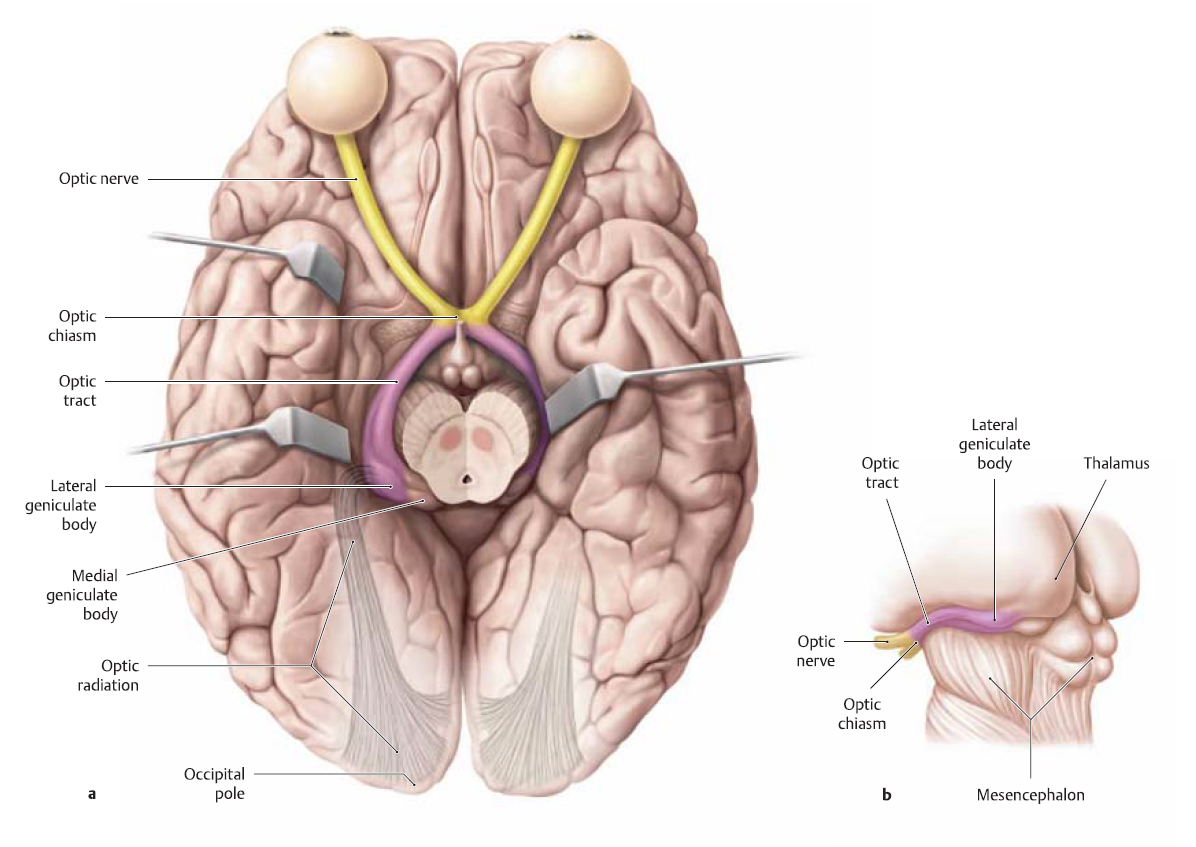 Optic nerve
Optic
chiasm
Optic
tract
Lateral
geniculate
body
Medial
geniculate
body
Optic
radiation
Occipital
pole
a
Lateral
geniculate
body
Optic
tract
Thalamus
Optic
nerve
Optic
chiasm
Mesencephalon
b